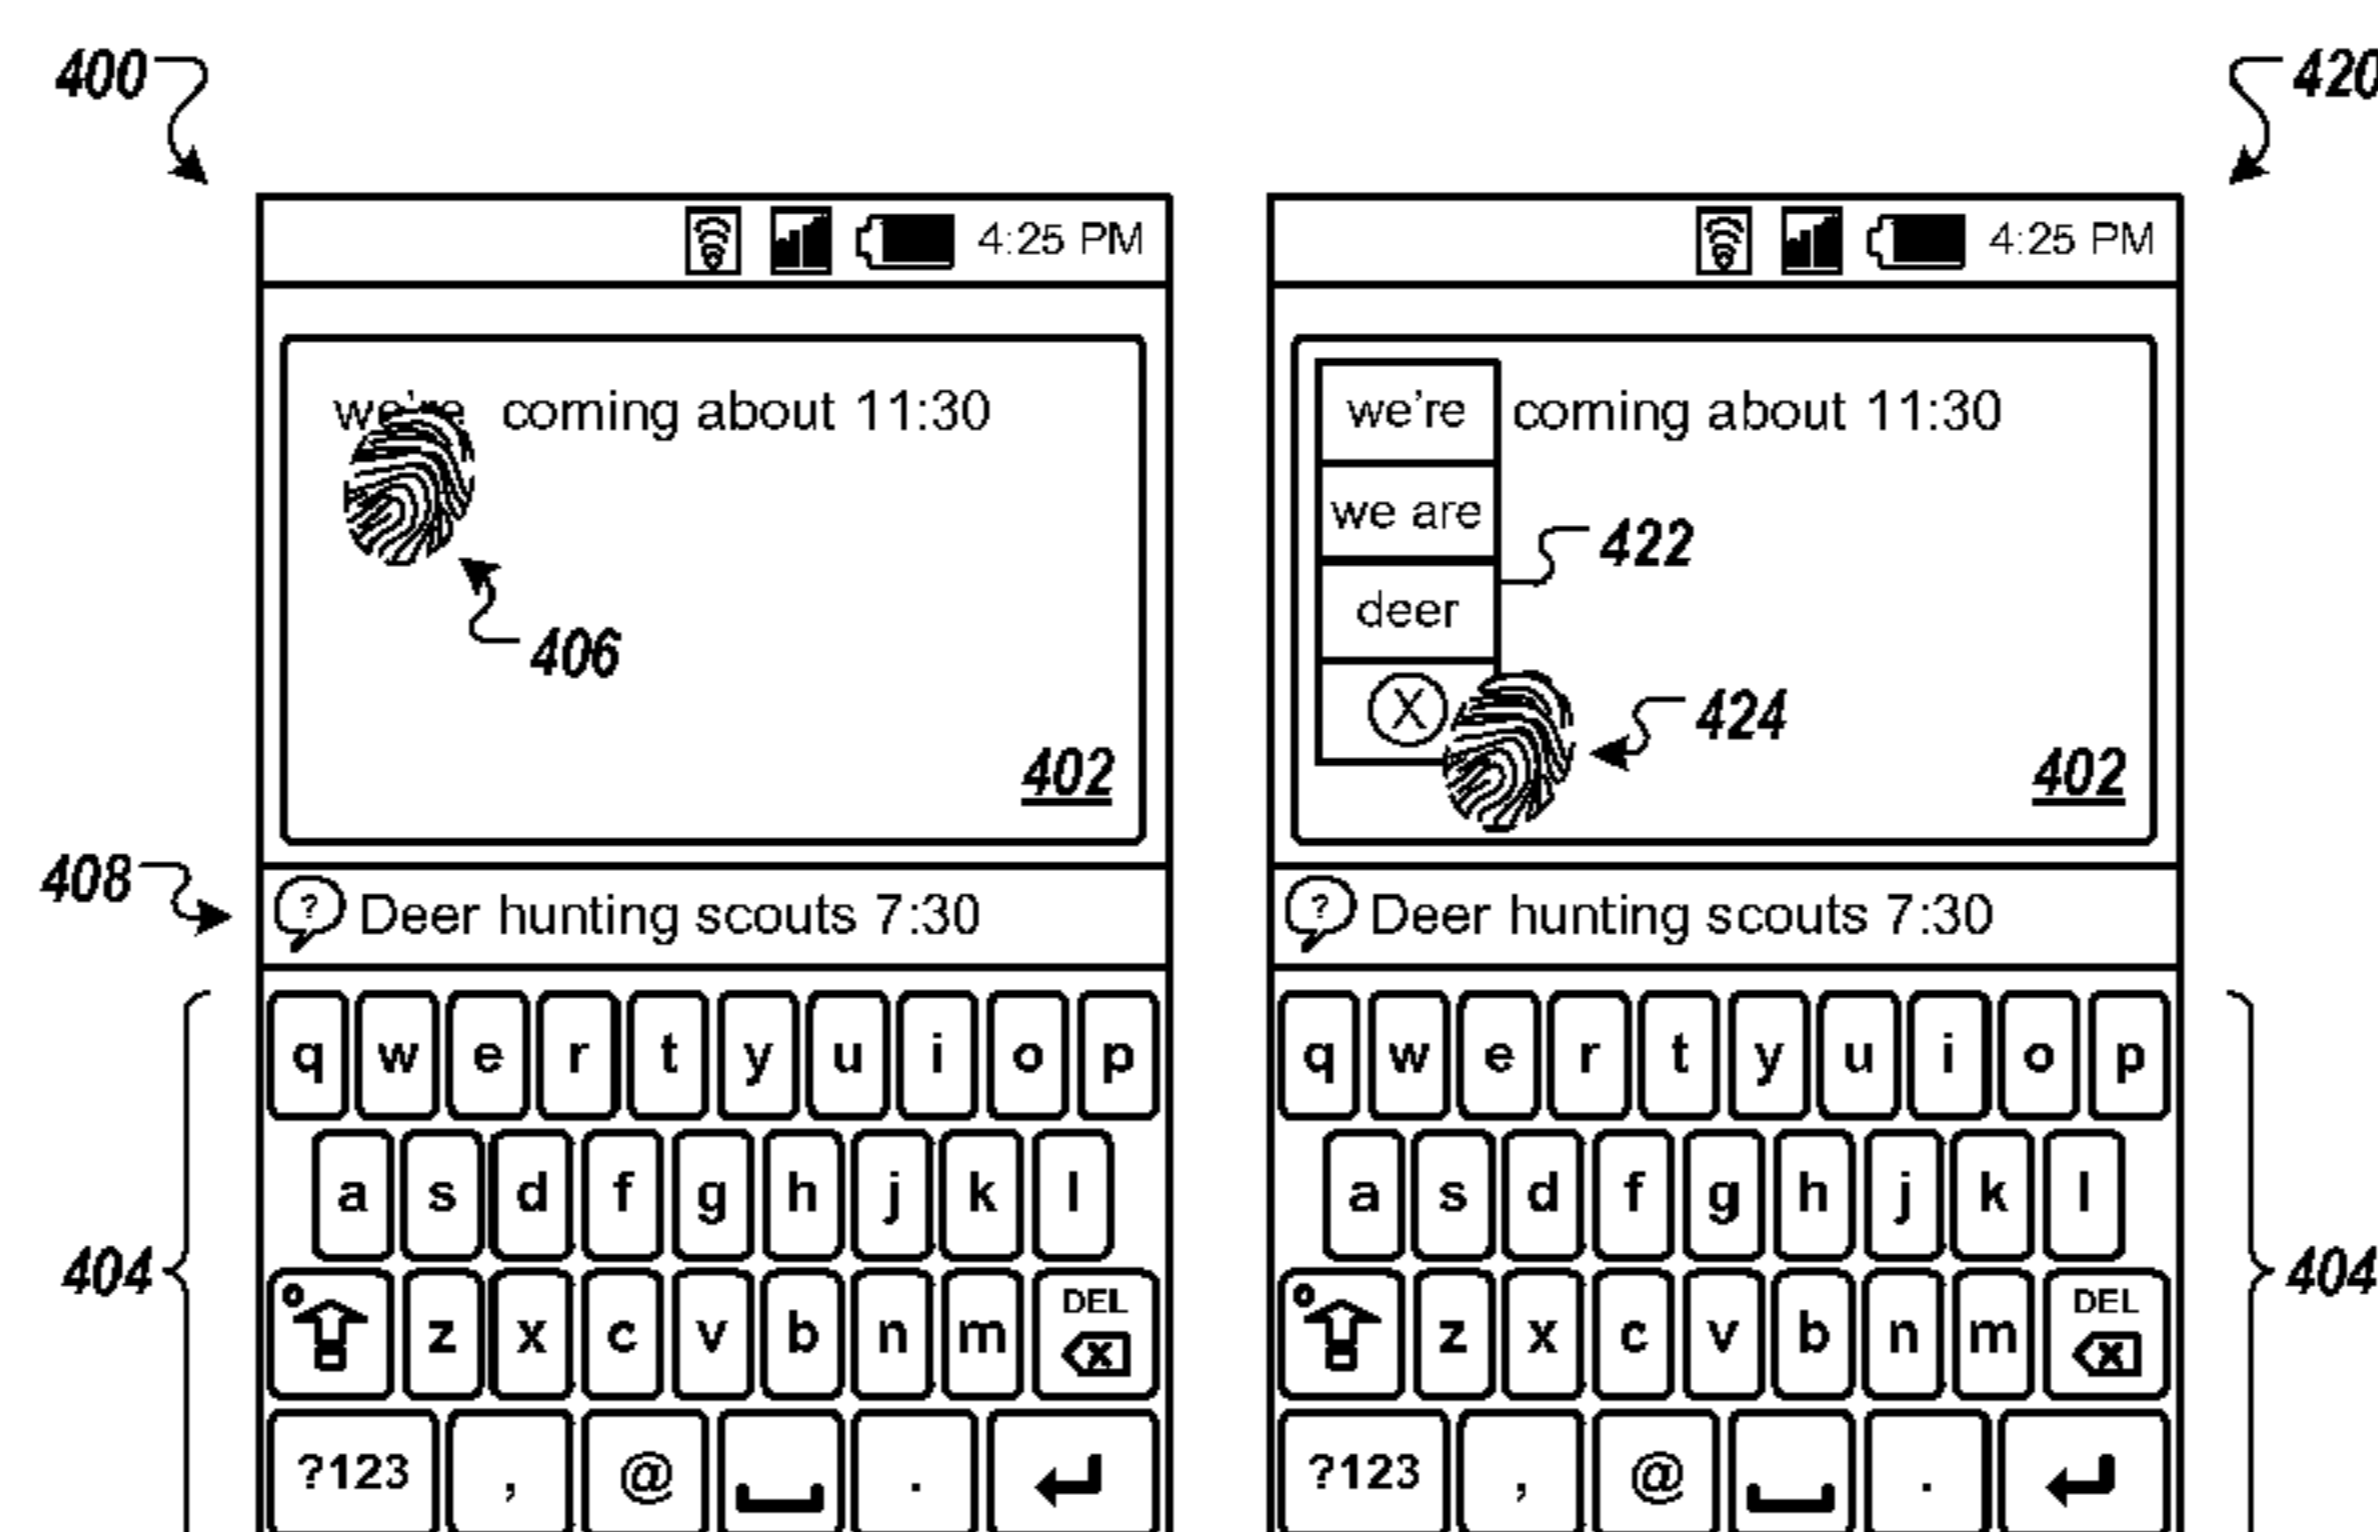 400
420
4:25 PM
4:25 PM
we're coming about 11:30
406
402
we're coming about 11:30
we are
422
deer
X
424
402
408
? Deer hunting scouts 7:30
? Deer hunting scouts 7:30
404
q w e r t y u i o p
a s d f g h j k l
z x c v b n m DEL X
?123 , @ .
q w e r t y u i o p
a s d f g h j k l
z x c v b n m DEL X
?123 , @ .
404